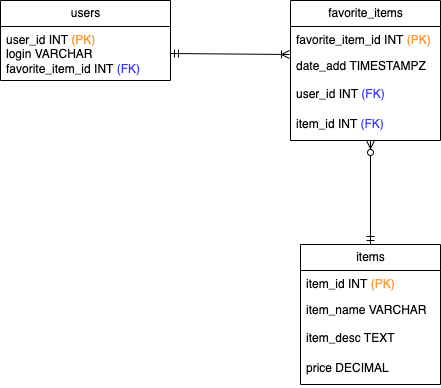 users
user_id INT (PK)
login VARCHAR
favorite_item_id INT (FK)
favorite_items
favorite_item_id INT (PK)
date_add TIMESTAMPZ
user_id INT (FK)
item_id INT (FK)
items
item_id INT (PK)
item_name VARCHAR
item_desc TEXT
price DECIMAL